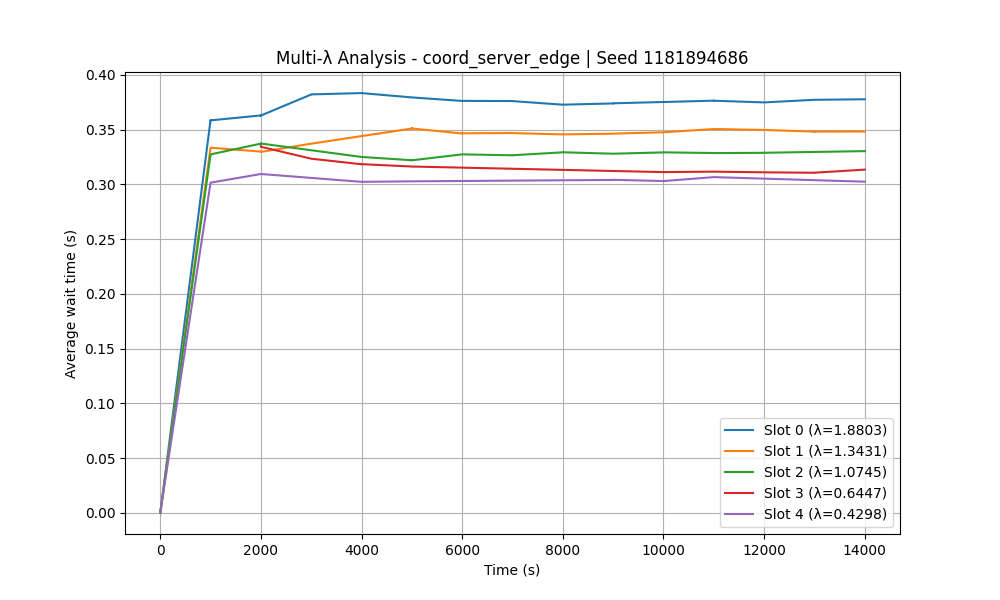 Multi-λ Analysis - coord_server_edge | Seed 1181894686
Average wait time (s)
0.40
0.35
0.30
0.25
0.20
0.15
0.10
0.05
0.00
Slot 0 (λ=1.8803)
Slot 1 (λ=1.3431)
Slot 2 (λ=1.0745)
Slot 3 (λ=0.6447)
Slot 4 (λ=0.4298)
0 2000 4000 6000 8000 10000 12000 14000
Time (s)